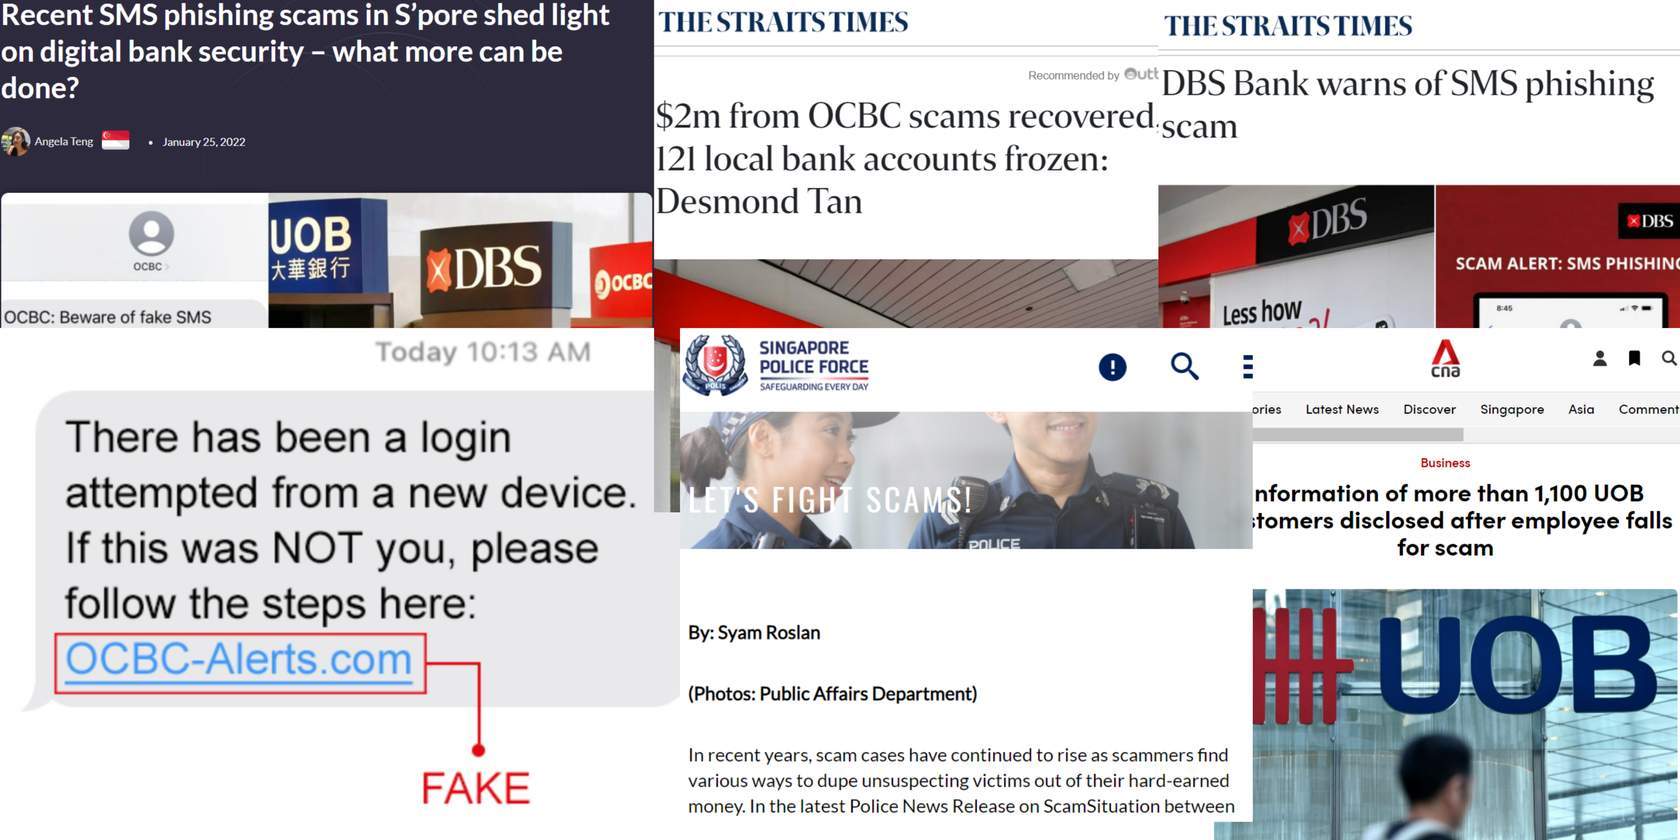 Recent SMS phishing scams in S'pore shed light
on digital bank security – what more can be
done?
Angela Teng
• January 25, 2022
OCBC
OCBC: Beware of fake SMS
UOB
大華銀行
DBS
OCBC
THE STRAITS TIMES
Recommended by Outb
$2m from OCBC scams recovered,
121 local bank accounts frozen:
Desmond Tan
THE STRAITS TIMES
DBS Bank warns of SMS phishing
scam
DBS
Less how
DBS
SCAM ALERT: SMS PHISHING
8:45
Today 10:13 AM
There has been a login
attempted from a new device.
If this was NOT you, please
follow the steps here:
OCBC-Alerts.com
FAKE
POLIS
SINGAPORE
POLICE FORCE
SAFEGUARDING EVERY DAY
LET'S FIGHT SCAMS!
POLICE
By: Syam Roslan
(Photos: Public Affairs Department)
In recent years, scam cases have continued to rise as scammers find
various ways to dupe unsuspecting victims out of their hard-earned
money. In the latest Police News Release on ScamSituation between
cna
ories Latest News Discover Singapore Asia Comment
Business
nformation of more than 1,100 UOB
stomers disclosed after employee falls
for scam
UOB